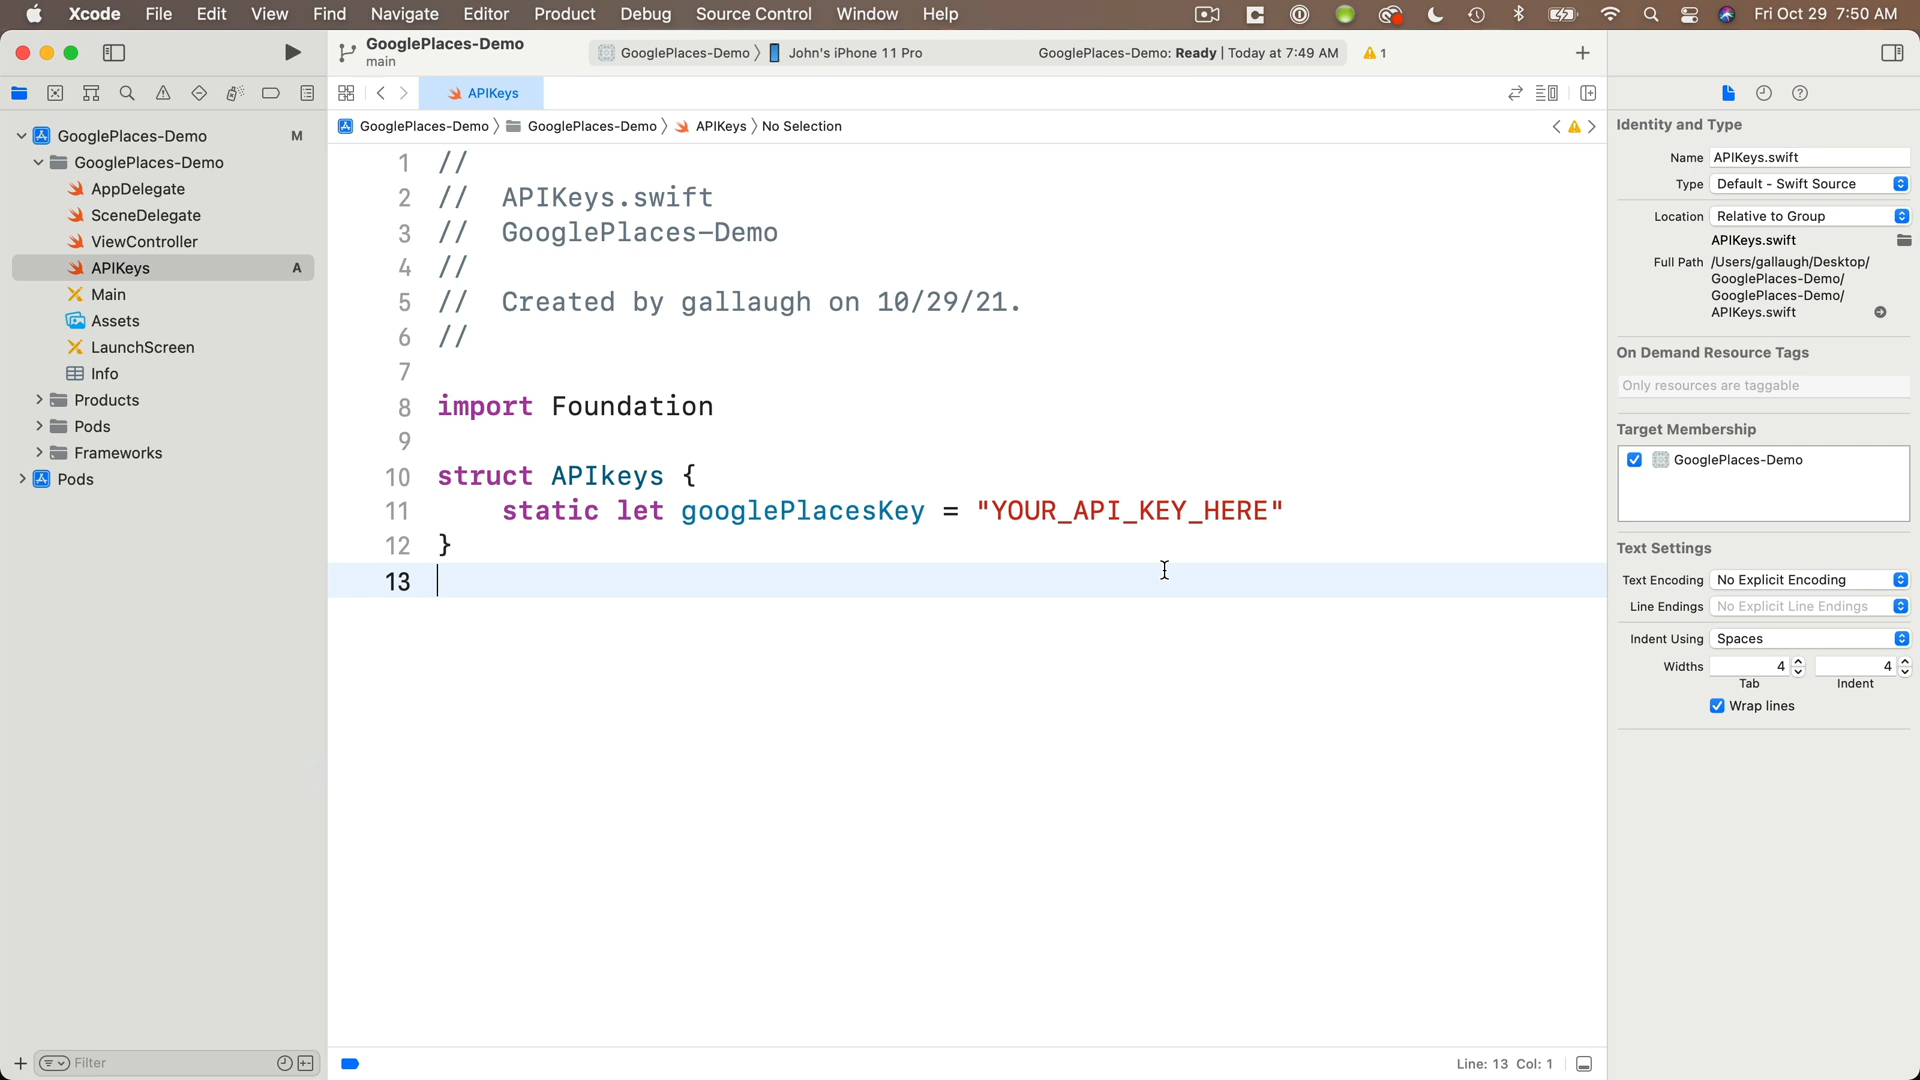 Xcode File Edit View Find Navigate Editor Product Debug Source Control Window Help Fri Oct 29 7:50 AM
GooglePlaces-Demo
main
GooglePlaces-Demo John's iPhone 11 Pro GooglePlaces-Demo: Ready | Today at 7:49 AM 1
APIKeys
GooglePlaces-Demo GooglePlaces-Demo APIKeys No Selection
GooglePlaces-Demo M
GooglePlaces-Demo
AppDelegate
SceneDelegate
ViewController
APIKeys A
Main
Assets
LaunchScreen
Info
Products
Pods
Frameworks
Pods
Filter
1 //
2 // APIKeys.swift
3 // GooglePlaces-Demo
4 //
5 // Created by gallaugh on 10/29/21.
6 //
7
8 import Foundation
9
10 struct APIkeys {
11 static let googlePlacesKey = "YOUR_API_KEY_HERE"
12 }
13
Line: 13 Col: 1
Identity and Type
Name APIKeys.swift
Type Default - Swift Source
Location Relative to Group
APIKeys.swift
Full Path /Users/gallaugh/Desktop/
GooglePlaces-Demo/
GooglePlaces-Demo/
APIKeys.swift
On Demand Resource Tags
Only resources are taggable
Target Membership
GooglePlaces-Demo
Text Settings
Text Encoding No Explicit Encoding
Line Endings No Explicit Line Endings
Indent Using Spaces
Widths 4 4
Tab Indent
Wrap lines